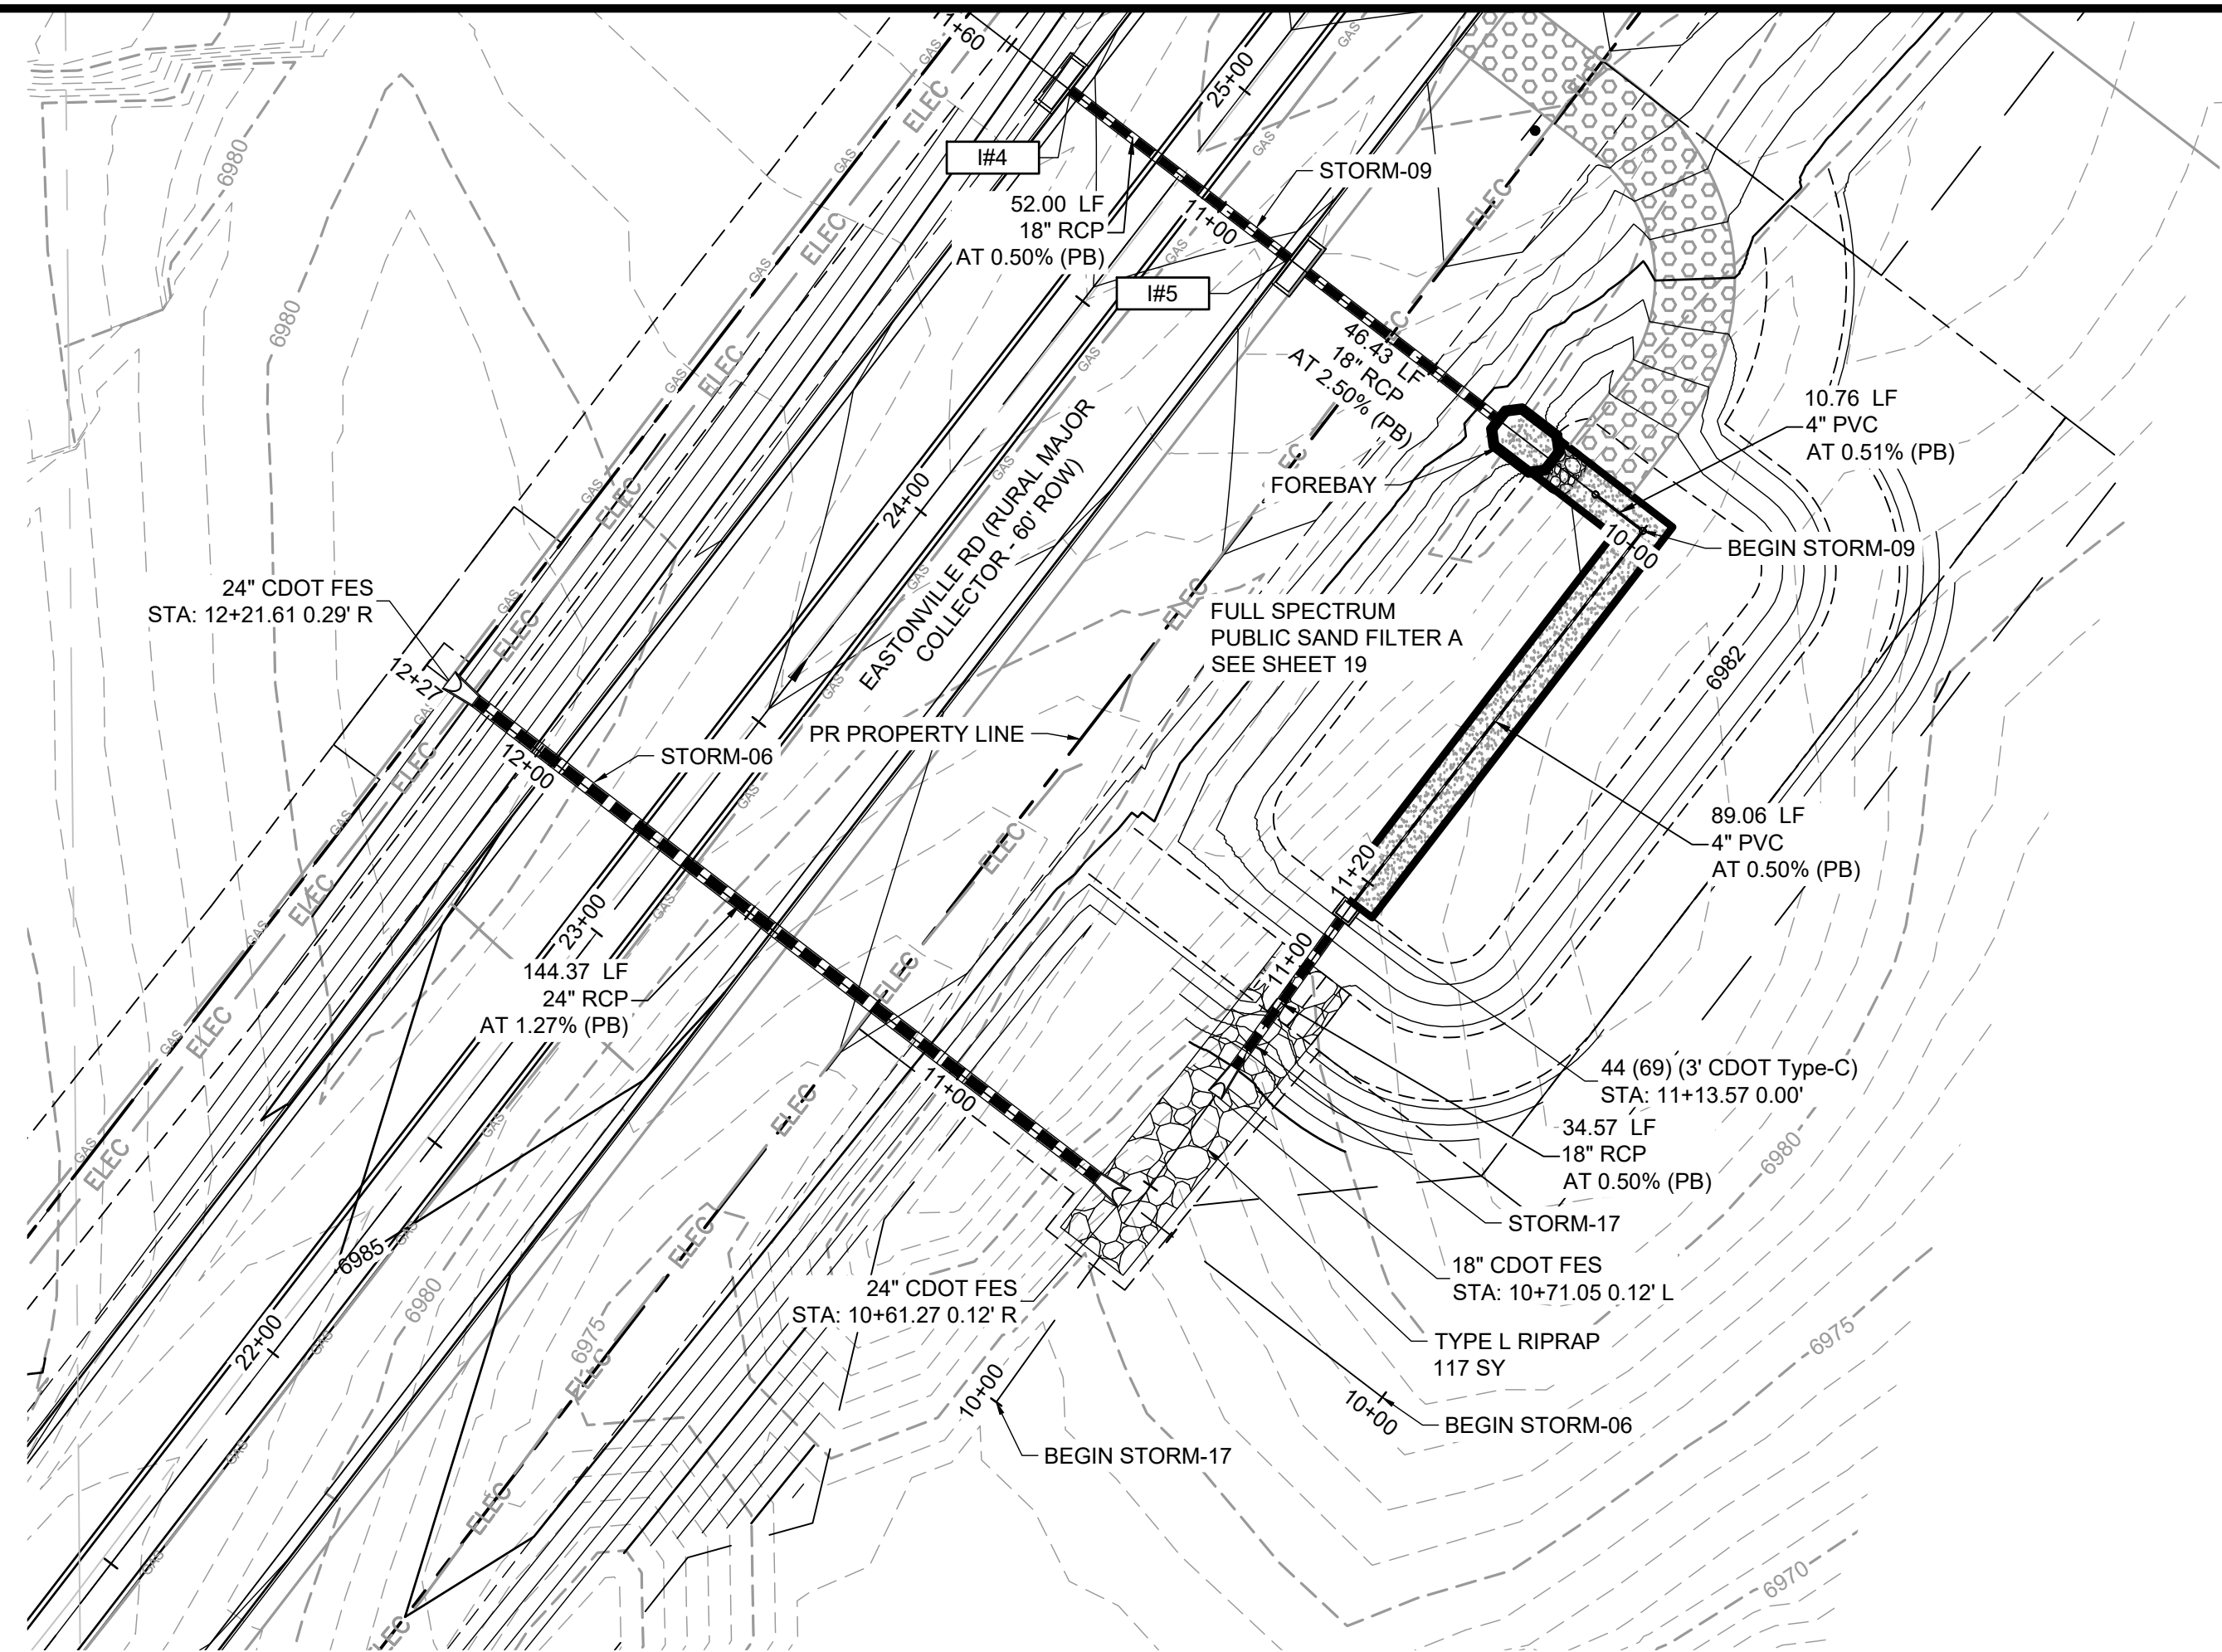 11+60
GAS
ELEC
25+00
GAS
I#4
STORM-09
52.00 LF
18" RCP
AT 0.50% (PB)
11+00
I#5
6980
6980
46.43 LF
18" RCP
AT 2.50% (PB)
10.76 LF
4" PVC
AT 0.51% (PB)
FOREBAY
10+00
BEGIN STORM-09
24+00
EASTONVILLE RD (RURAL MAJOR
COLLECTOR - 60' ROW)
24" CDOT FES
STA: 12+21.61 0.29' R
12+27
FULL SPECTRUM
PUBLIC SAND FILTER A
SEE SHEET 19
6982
PR PROPERTY LINE
STORM-06
12+00
89.06 LF
4" PVC
AT 0.50% (PB)
11+20
23+00
144.37 LF
24" RCP
AT 1.27% (PB)
11+00
11+00
44 (69) (3' CDOT Type-C)
STA: 11+13.57 0.00'
34.57 LF
18" RCP
AT 0.50% (PB)
6980
STORM-17
18" CDOT FES
STA: 10+71.05 0.12' L
24" CDOT FES
STA: 10+61.27 0.12' R
6985
6980
22+00
6975
TYPE L RIPRAP
117 SY
6975
10+00
10+00
BEGIN STORM-06
BEGIN STORM-17
6970
ELEC
GAS